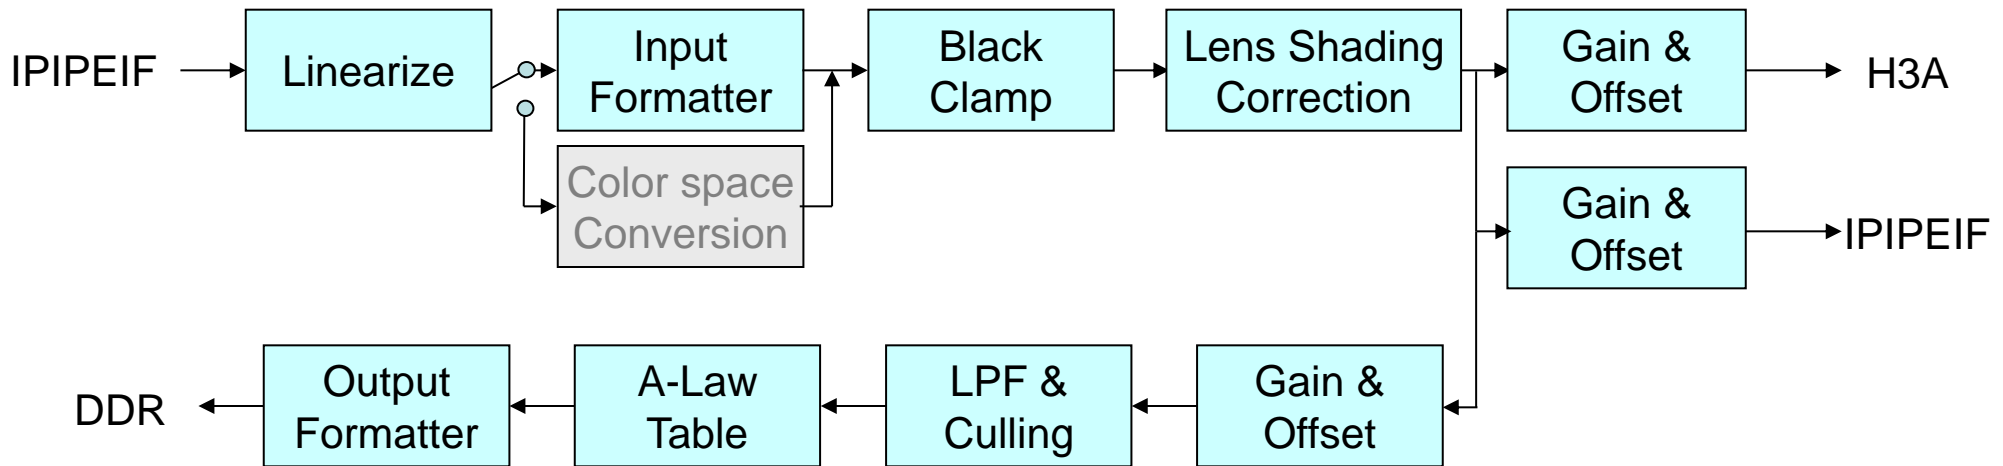 IPIPEIF
Linearize
Input
Formatter
Color space
Conversion
Black
Clamp
Lens Shading
Correction
Gain &
Offset
H3A
Gain &
Offset
IPIPEIF
DDR
Output
Formatter
A-Law
Table
LPF &
Culling
Gain &
Offset